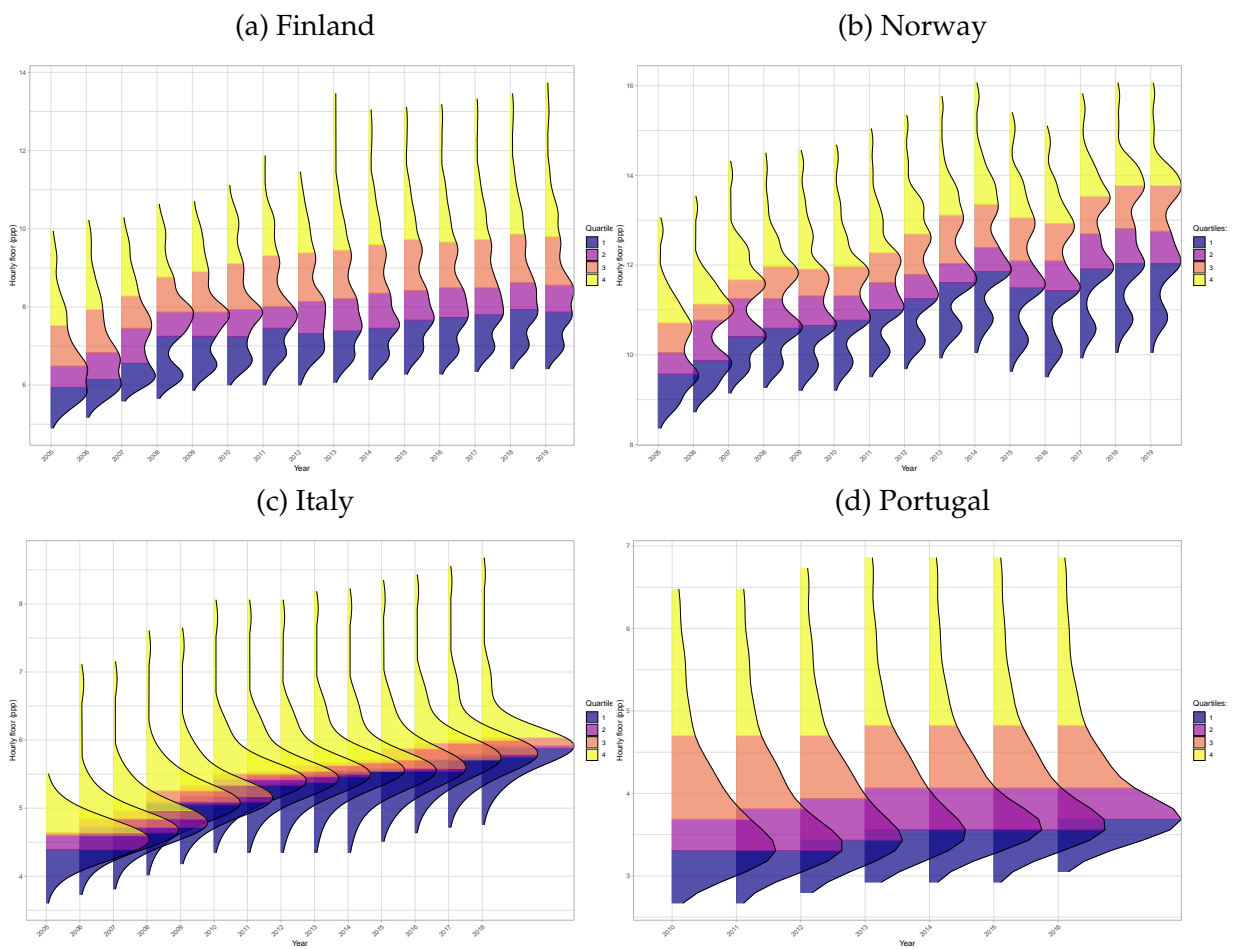 (a) Finland
14
12
10
8
6
Hourly floor (ppp)
2005 2006 2007 2008 2009 2010 2011 2012 2013 2014 2015 2016 2017 2018 2019
Year
Quartile
1
2
3
4
(b) Norway
16
14
12
10
8
Hourly floor (ppp)
2005 2006 2007 2008 2009 2010 2011 2012 2013 2014 2015 2016 2017 2018 2019
Year
Quartiles:
1
2
3
4
(c) Italy
8
7
6
5
4
Hourly floor (ppp)
2005 2006 2007 2008 2009 2010 2011 2012 2013 2014 2015 2016 2017 2018
Year
Quartile
1
2
3
4
(d) Portugal
7
6
5
4
3
Hourly floor (ppp)
2010 2011 2012 2013 2014 2015 2016
Year
Quartiles:
1
2
3
4